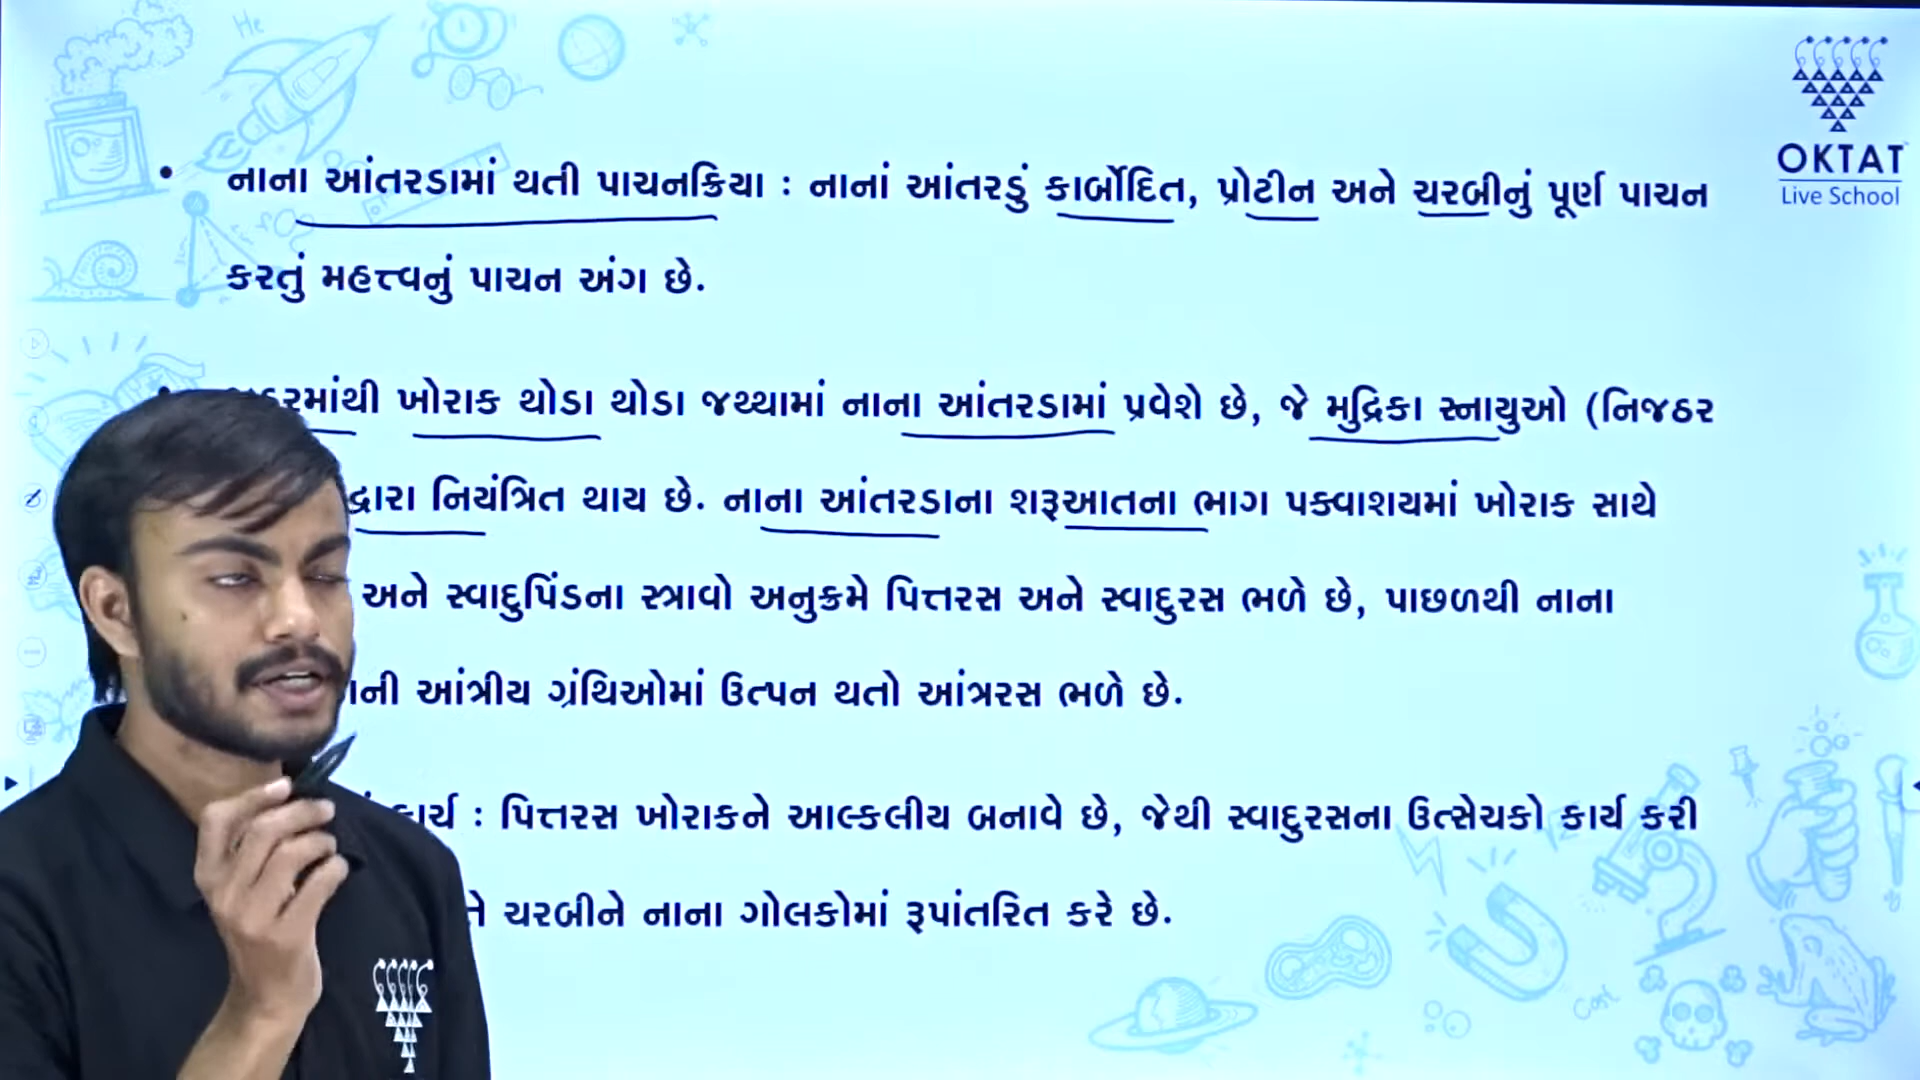 He
OKTAT
Live School
• નાના આંતરડામાં થતી પાચનક્રિયા : નાનાં આંતરડું કાર્બોદિત, પ્રોટીન અને ચરબીનું પૂર્ણ પાચન
કરતું મહત્ત્વનું પાચન અંગ છે.
ખોરાક થોડા થોડા જથ્થામાં નાના આંતરડામાં પ્રવેશે છે, જે મુદ્રિકા સ્નાયુઓ (નિજઠર
દ્વારા નિયંત્રિત થાય છે. નાના આંતરડાના શરૂઆતના ભાગ પક્વાશયમાં ખોરાક સાથે
અને સ્વાદુપિંડના સ્ત્રાવો અનુક્રમે પિત્તરસ અને સ્વાદુરસ ભળે છે, પાછળથી નાના
આંત્રીય ગ્રંથિઓમાં ઉત્પન થતો આંત્રરસ ભળે છે.
કાર્ય : પિત્તરસ ખોરાકને આલ્કલીય બનાવે છે, જેથી સ્વાદુરસના ઉત્સેચકો કાર્ય કરી
ચરબીને નાના ગોલકોમાં રૂપાંતરિત કરે છે.